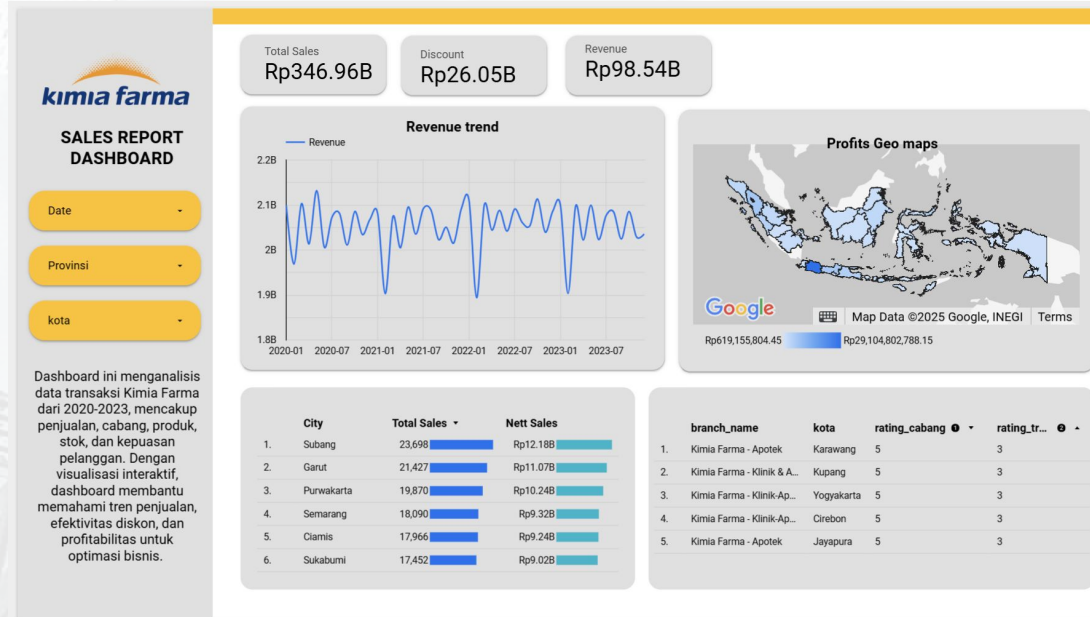 kimia farma
SALES REPORT
DASHBOARD
Date
Provinsi
kota
Dashboard ini menganalisis
data transaksi Kimia Farma
dari 2020-2023, mencakup
penjualan, cabang, produk,
stok, dan kepuasan
pelanggan. Dengan
visualisasi interaktif,
dashboard membantu
memahami tren penjualan,
efektivitas diskon, dan
profitabilitas untuk
optimasi bisnis.
Total Sales
Rp346.96B
Discount
Rp26.05B
Revenue
Rp98.54B
Revenue trend
Revenue
2.2B
2.1B
2B
1.9B
1.8B
2020-01 2020-07 2021-01 2021-07 2022-01 2022-07 2023-01 2023-07
Profits Geo maps
Google
Map Data ©2025 Google, INEGI Terms
Rp619,155,804.45 Rp29,104,802,788.15
City Total Sales Nett Sales
1. Subang 23,698 Rp12.18B
2. Garut 21,427 Rp11.07B
3. Purwakarta 19,870 Rp10.24B
4. Semarang 18,090 Rp9.32B
5. Ciamis 17,966 Rp9.24B
6. Sukabumi 17,452 Rp9.02B
branch_name kota rating_cabang 1 rating_tr... 2
1. Kimia Farma - Apotek Karawang 5 3
2. Kimia Farma - Klinik & A... Kupang 5 3
3. Kimia Farma - Klinik-Ap... Yogyakarta 5 3
4. Kimia Farma - Klinik-Ap... Cirebon 5 3
5. Kimia Farma - Apotek Jayapura 5 3